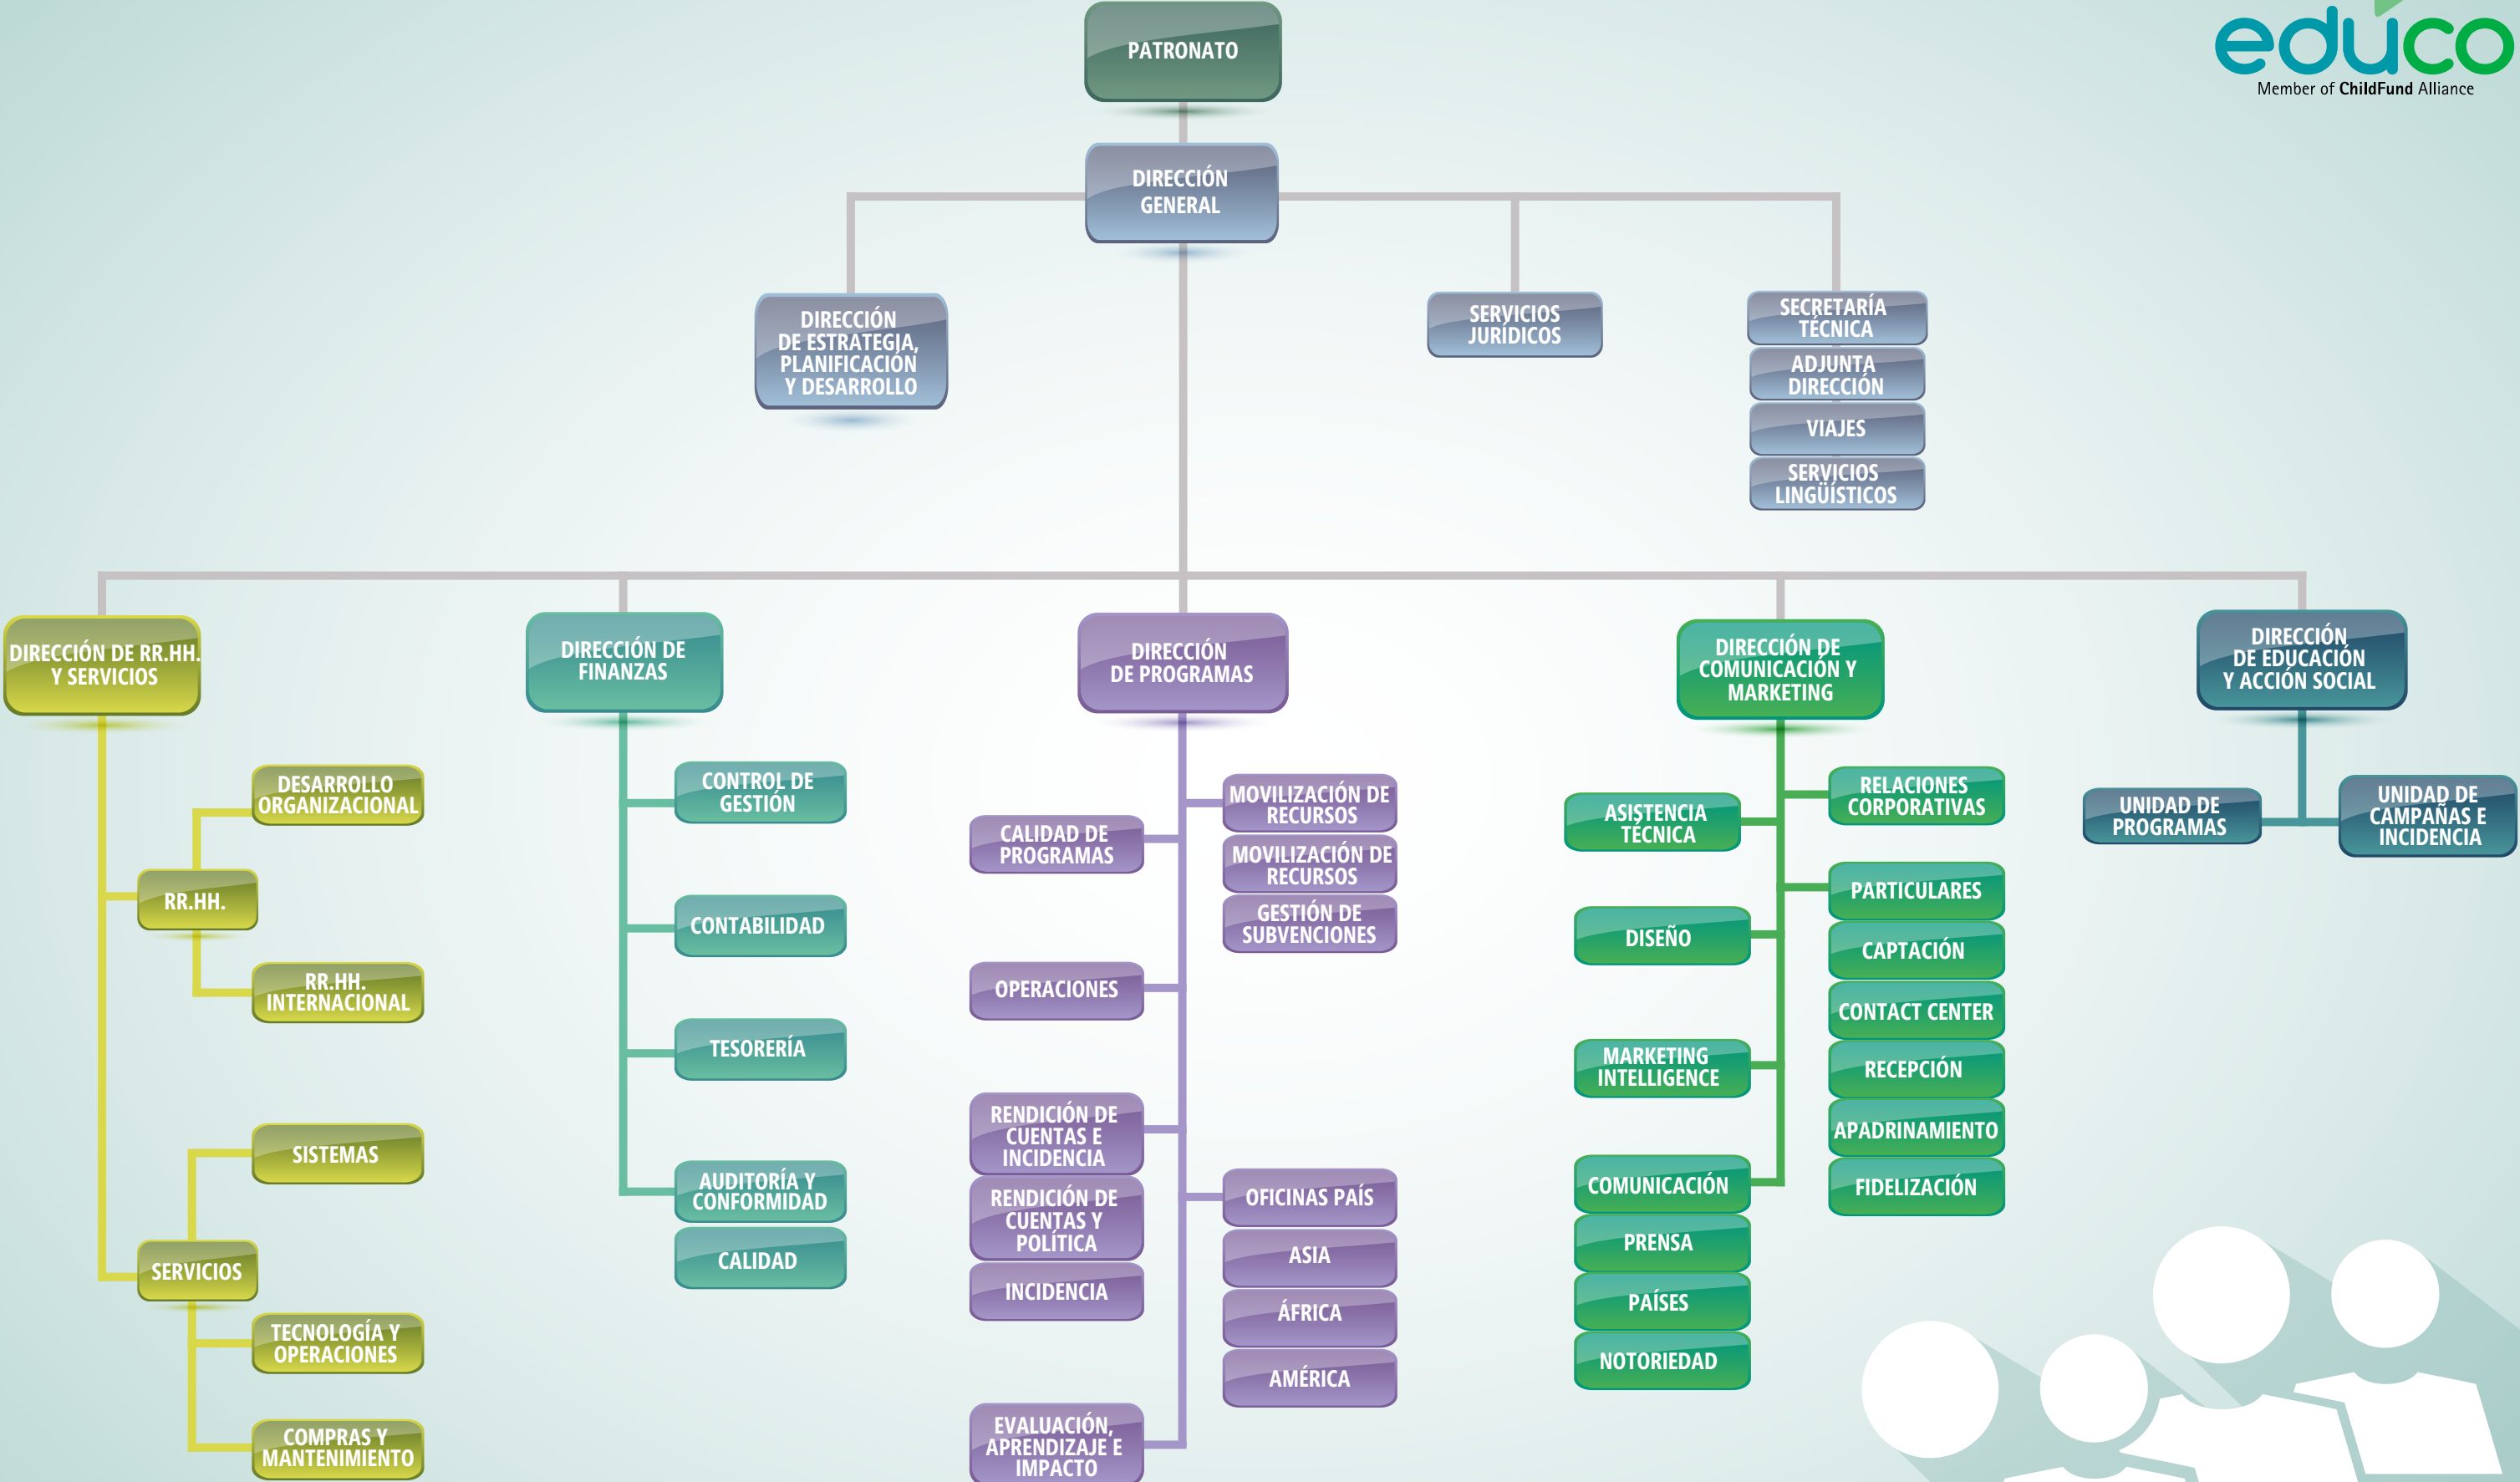 PATRONATO
educo
Member of ChildFund Alliance
DIRECCIÓN
GENERAL
DIRECCIÓN
DE ESTRATEGIA,
PLANIFICACIÓN
Y DESARROLLO
SERVICIOS
JURÍDICOS
SECRETARÍA
TÉCNICA
ADJUNTA
DIRECCIÓN
VIAJES
SERVICIOS
LINGÜÍSTICOS
DIRECCIÓN DE RR.HH.
Y SERVICIOS
DESARROLLO
ORGANIZACIONAL
RR.HH.
RR.HH.
INTERNACIONAL
SISTEMAS
SERVICIOS
TECNOLOGÍA Y
OPERACIONES
COMPRAS Y
MANTENIMIENTO
DIRECCIÓN DE
FINANZAS
CONTROL DE
GESTIÓN
CONTABILIDAD
TESORERÍA
AUDITORÍA Y
CONFORMIDAD
CALIDAD
DIRECCIÓN
DE PROGRAMAS
CALIDAD DE
PROGRAMAS
OPERACIONES
RENDICIÓN DE
CUENTAS E
INCIDENCIA
RENDICIÓN DE
CUENTAS Y
POLÍTICA
INCIDENCIA
EVALUACIÓN,
APRENDIZAJE E
IMPACTO
MOVILIZACIÓN DE
RECURSOS
MOVILIZACIÓN DE
RECURSOS
GESTIÓN DE
SUBVENCIONES
OFICINAS PAÍS
ASIA
ÁFRICA
AMÉRICA
DIRECCIÓN DE
COMUNICACIÓN Y
MARKETING
ASISTENCIA
TÉCNICA
DISEÑO
MARKETING
INTELLIGENCE
COMUNICACIÓN
PRENSA
PAÍSES
NOTORIEDAD
RELACIONES
CORPORATIVAS
PARTICULARES
CAPTACIÓN
CONTACT CENTER
RECEPCIÓN
APADRINAMIENTO
FIDELIZACIÓN
DIRECCIÓN
DE EDUCACIÓN
Y ACCIÓN SOCIAL
UNIDAD DE
PROGRAMAS
UNIDAD DE
CAMPAÑAS E
INCIDENCIA